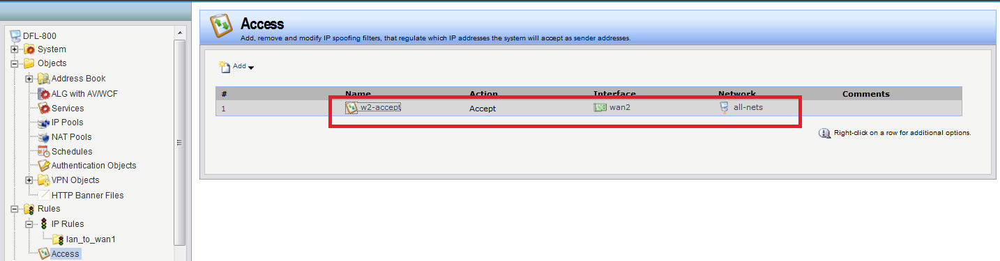 DFL-800
System
Objects
Address Book
ALG with AV/WCF
Services
IP Pools
NAT Pools
Schedules
Authentication Objects
VPN Objects
HTTP Banner Files
Rules
IP Rules
lan_to_wan1
Access
Access
Add, remove and modify IP spoofing filters, that regulate which IP addresses the system will accept as sender addresses.
Add
# Name Action Interface Network Comments
1 w2-accept Accept wan2 all-nets
Right-click on a row for additional options.